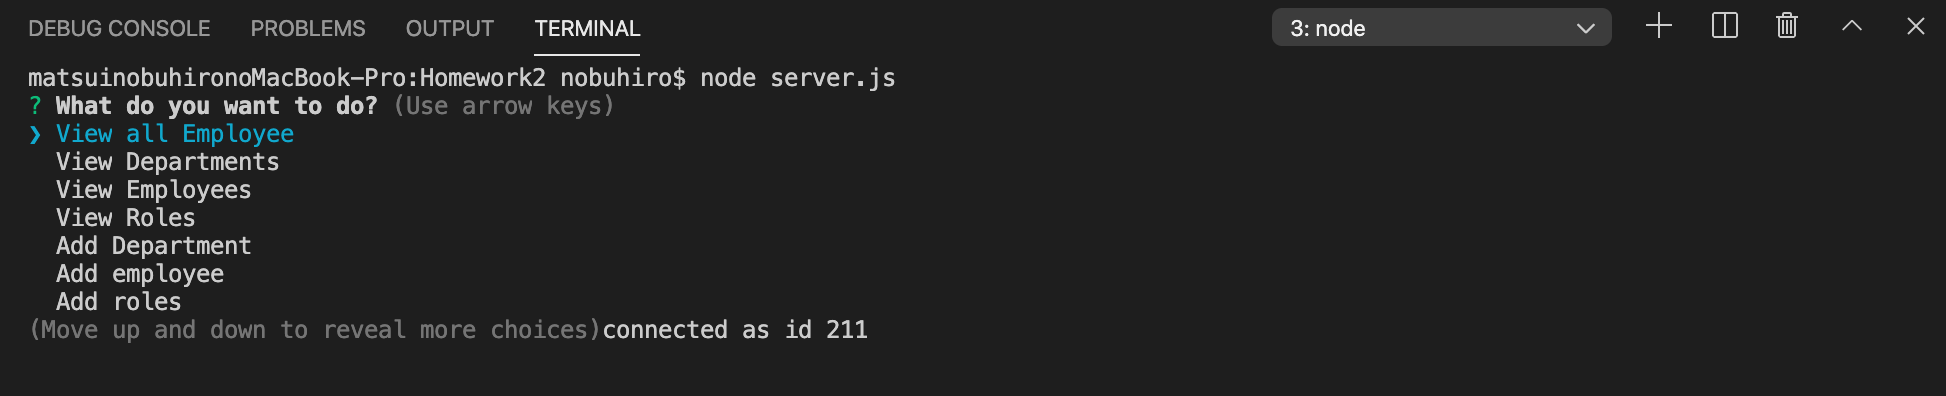 DEBUG CONSOLE PROBLEMS OUTPUT TERMINAL 3: node
matsuinobuhironoMacBook-Pro:Homework2 nobuhiro$ node server.js
? What do you want to do? (Use arrow keys)
❯ View all Employee
View Departments
View Employees
View Roles
Add Department
Add employee
Add roles
(Move up and down to reveal more choices)connected as id 211